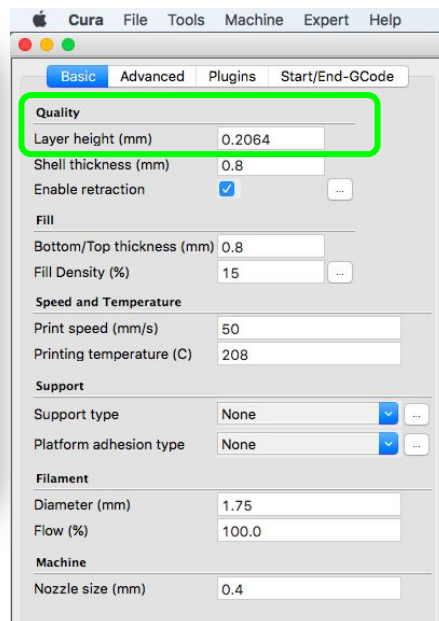 Cura File Tools Machine Expert Help
Basic Advanced Plugins Start/End-GCode
Quality
Layer height (mm) 0.2064
Shell thickness (mm) 0.8
Enable retraction ...
Fill
Bottom/Top thickness (mm) 0.8
Fill Density (%) 15 ...
Speed and Temperature
Print speed (mm/s) 50
Printing temperature (C) 208
Support
Support type None ...
Platform adhesion type None ...
Filament
Diameter (mm) 1.75
Flow (%) 100.0
Machine
Nozzle size (mm) 0.4